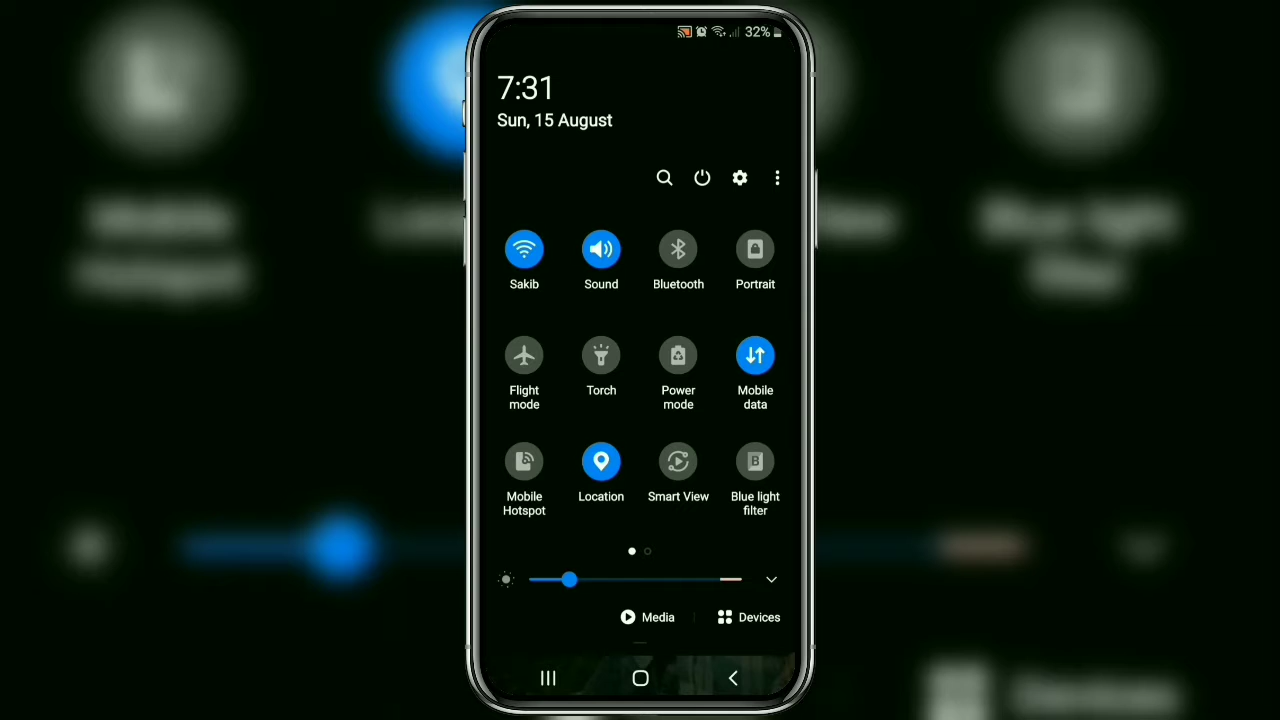 32%
7:31
Sun, 15 August
Sakib
Sound
Bluetooth
Portrait
Flight
mode
Torch
Power
mode
Mobile
data
Mobile
Hotspot
Location
Smart View
Blue light
filter
Media
Devices